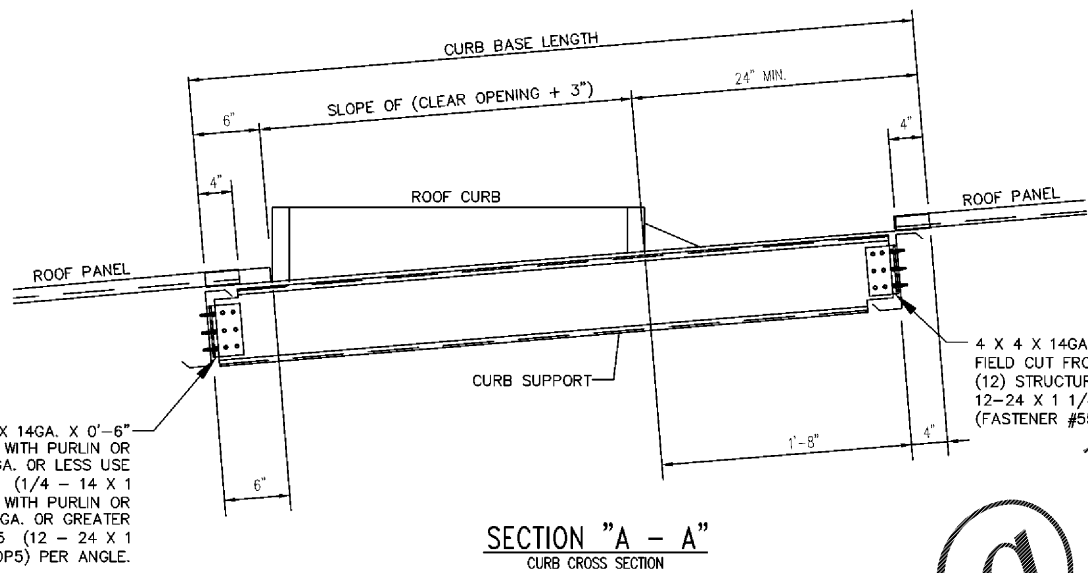 CURB BASE LENGTH
24" MIN.
SLOPE OF (CLEAR OPENING + 3")
6"
4"
4"
ROOF CURB
ROOF PANEL
ROOF PANEL
CURB SUPPORT
4 X 4 X 14GA
FIELD CUT FRO
(12) STRUCTUR
12-24 X 1 1/
(FASTENER #5
X 14GA. X 0'-6"
WITH PURLIN OR
GA. OR LESS USE
(1/4 - 14 X 1
WITH PURLIN OR
GA. OR GREATER
5 (12 - 24 X 1
OP5) PER ANGLE.
1'-8"
4"
6"
SECTION "A - A"
CURB CROSS SECTION